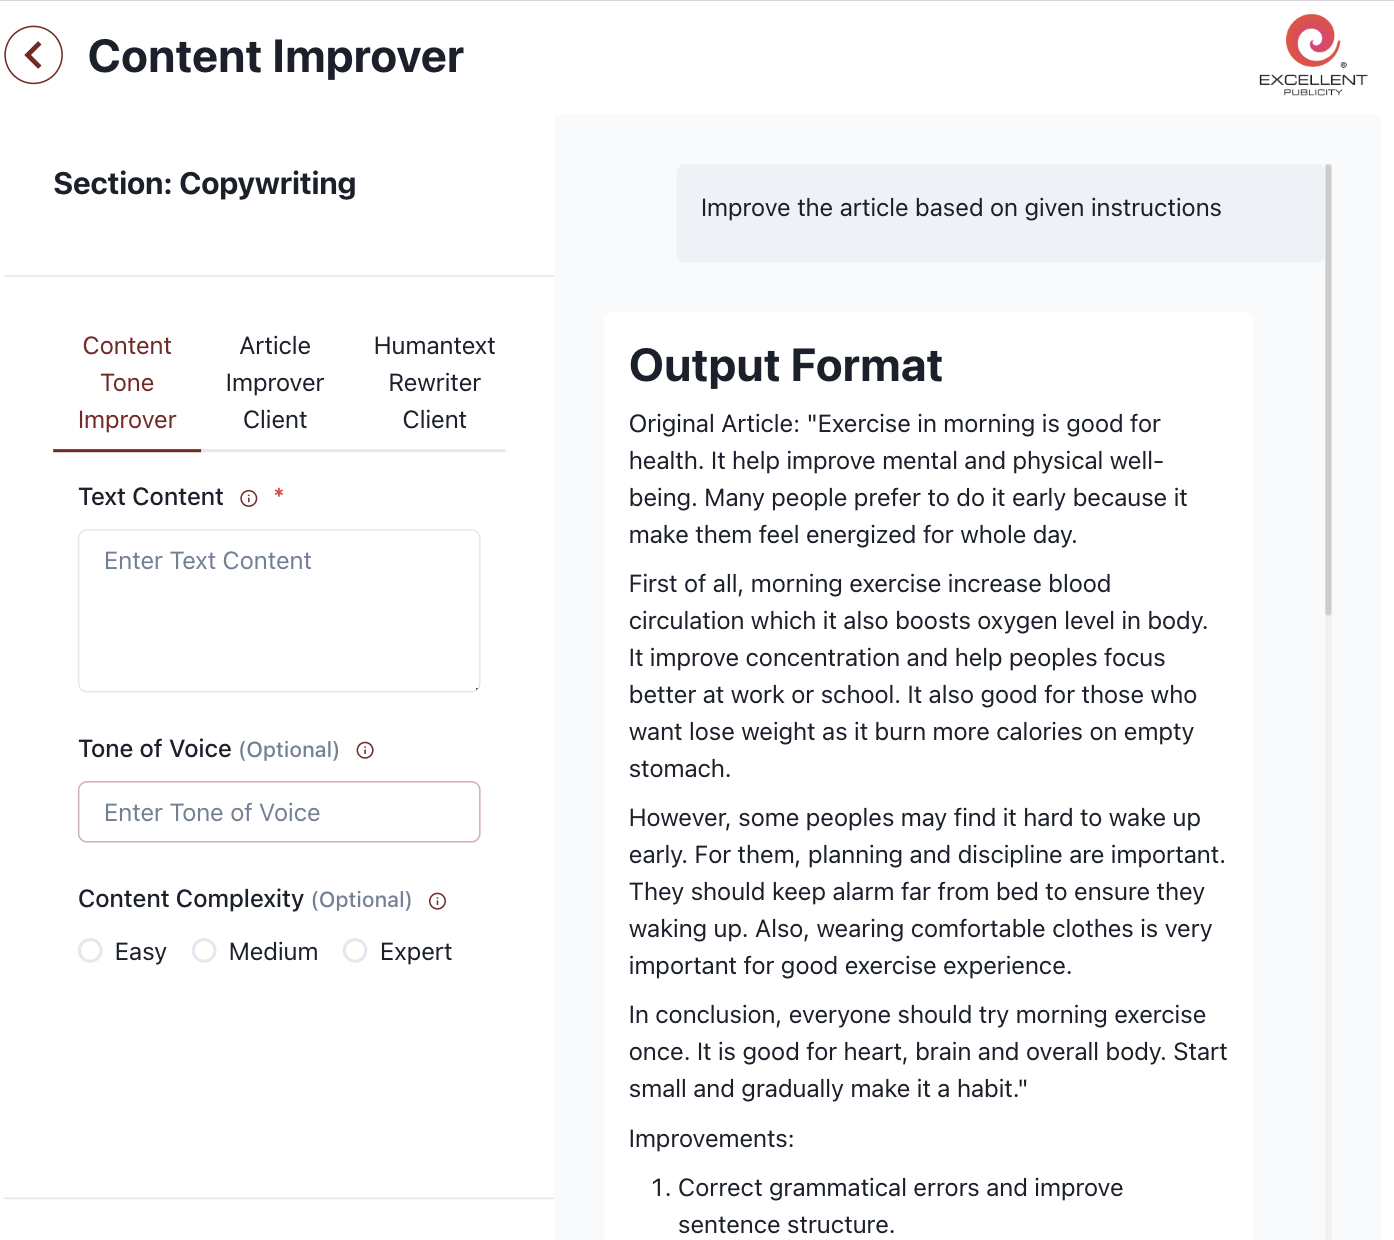 Content Improver
EXCELLENT
PUBLICITY
®
Section: Copywriting
Content
Tone
Improver
Article
Improver
Client
Humantext
Rewriter
Client
Text Content *
Enter Text Content
Tone of Voice (Optional)
Enter Tone of Voice
Content Complexity (Optional)
Easy Medium Expert
Improve the article based on given instructions
Output Format
Original Article: "Exercise in morning is good for
health. It help improve mental and physical well-
being. Many people prefer to do it early because it
make them feel energized for whole day.
First of all, morning exercise increase blood
circulation which it also boosts oxygen level in body.
It improve concentration and help peoples focus
better at work or school. It also good for those who
want lose weight as it burn more calories on empty
stomach.
However, some peoples may find it hard to wake up
early. For them, planning and discipline are important.
They should keep alarm far from bed to ensure they
waking up. Also, wearing comfortable clothes is very
important for good exercise experience.
In conclusion, everyone should try morning exercise
once. It is good for heart, brain and overall body. Start
small and gradually make it a habit."
Improvements:
1. Correct grammatical errors and improve
sentence structure.